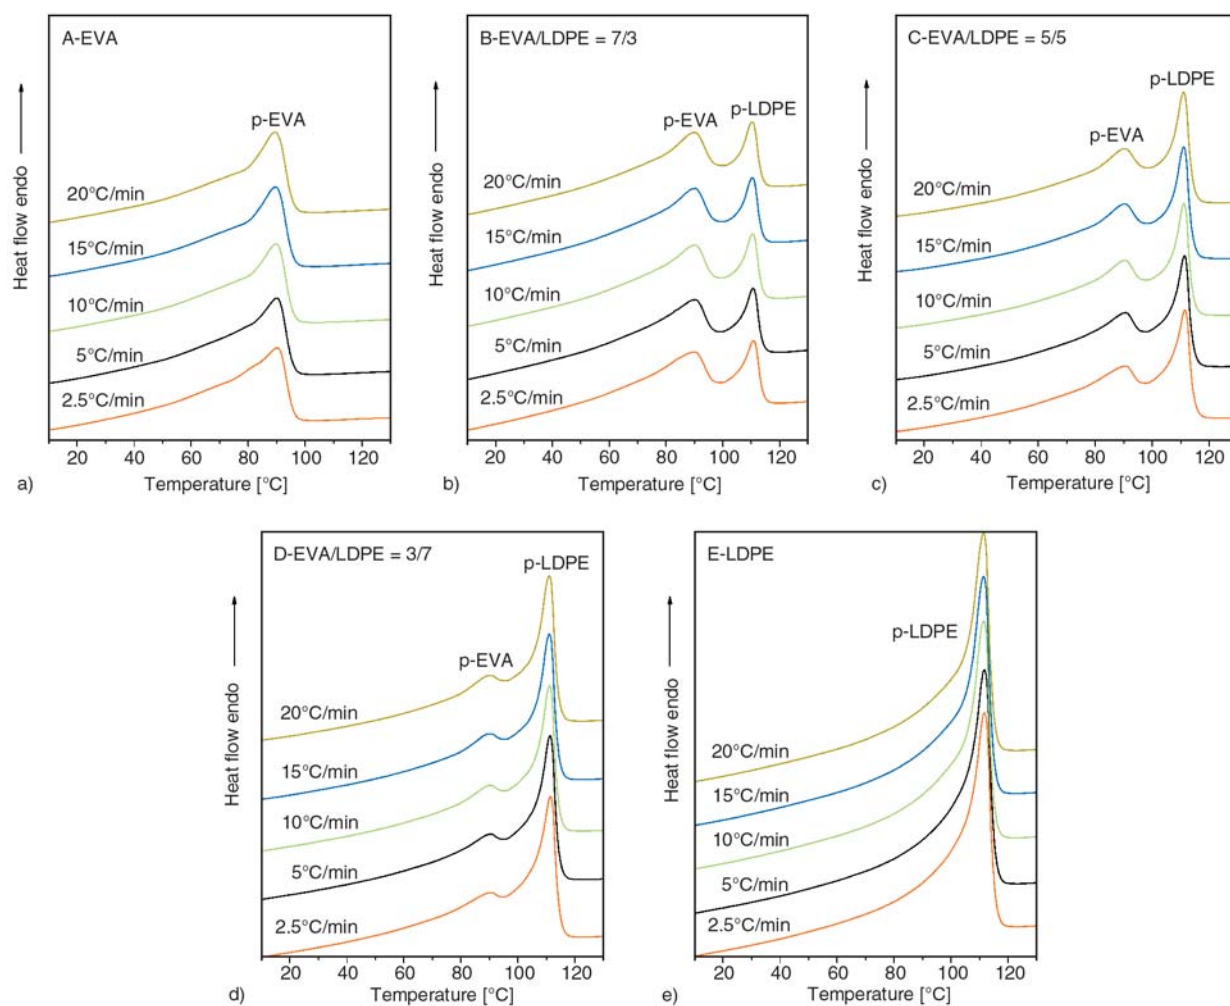 A-EVA
p-EVA
20°C/min
15°C/min
10°C/min
5°C/min
2.5°C/min
Heat flow endo
20 40 60 80 100 120
Temperature [°C]
a)
B-EVA/LDPE = 7/3
p-EVA
p-LDPE
20°C/min
15°C/min
10°C/min
5°C/min
2.5°C/min
Heat flow endo
20 40 60 80 100 120
Temperature [°C]
b)
C-EVA/LDPE = 5/5
p-LDPE
p-EVA
20°C/min
15°C/min
10°C/min
5°C/min
2.5°C/min
Heat flow endo
20 40 60 80 100 120
Temperature [°C]
c)
D-EVA/LDPE = 3/7
p-LDPE
p-EVA
20°C/min
15°C/min
10°C/min
5°C/min
2.5°C/min
Heat flow endo
20 40 60 80 100 120
Temperature [°C]
d)
E-LDPE
p-LDPE
20°C/min
15°C/min
10°C/min
5°C/min
2.5°C/min
Heat flow endo
20 40 60 80 100 120
Temperature [°C]
e)